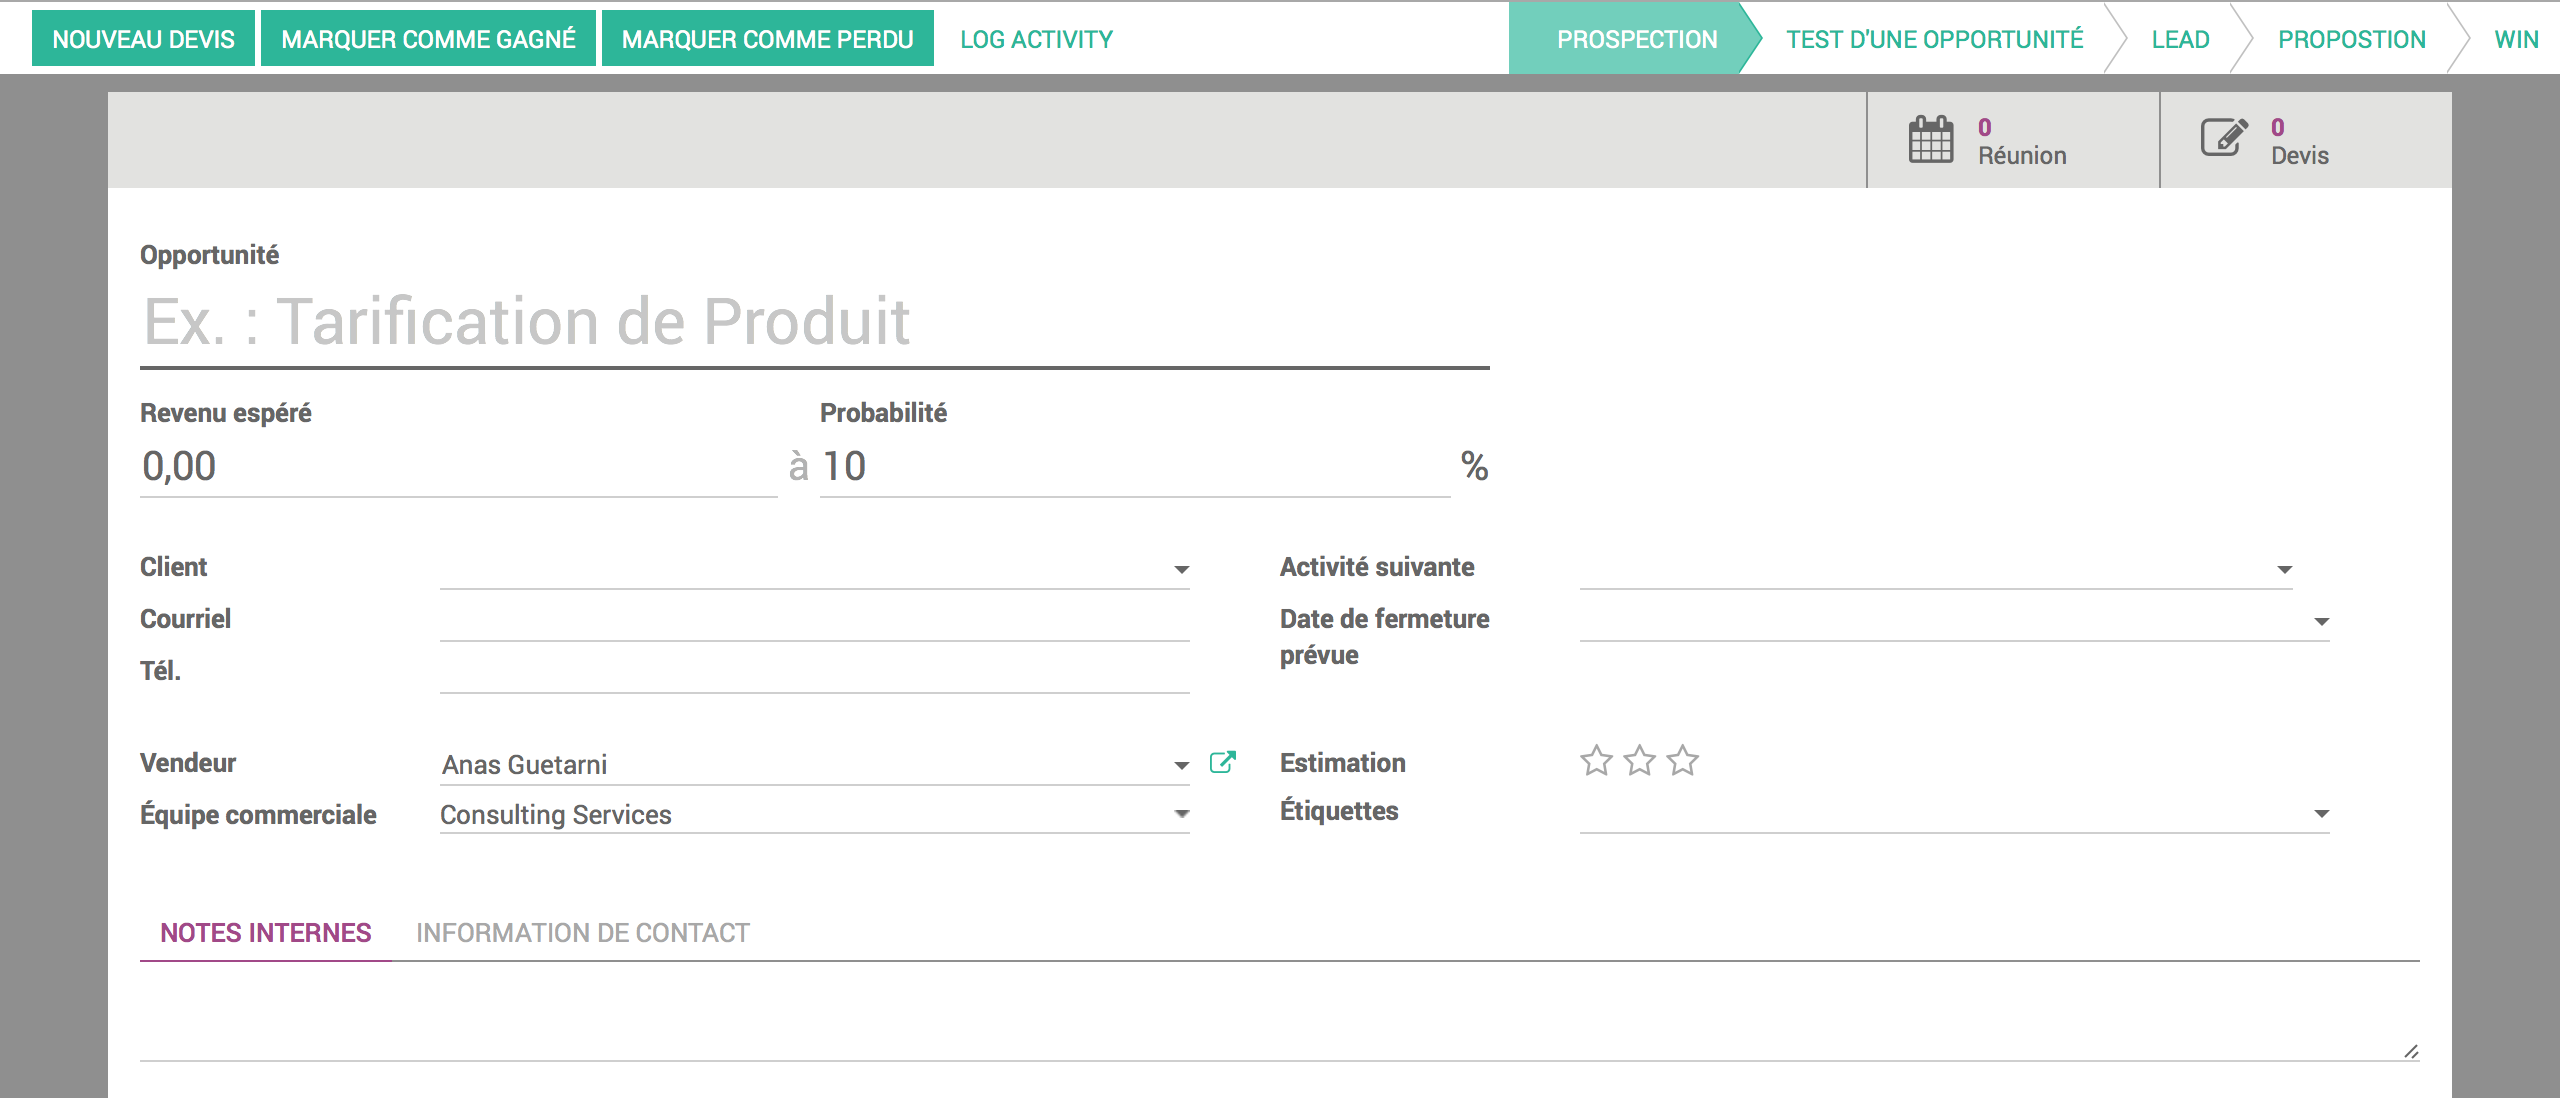 NOUVEAU DEVIS MARQUER COMME GAGNÉ MARQUER COMME PERDU LOG ACTIVITY PROSPECTION TEST D'UNE OPPORTUNITÉ LEAD PROPOSTION WIN
0 Réunion
0 Devis
Opportunité
Ex. : Tarification de Produit
Revenu espéré Probabilité
0,00 à 10 %
Client
Courriel
Tél.
Activité suivante
Date de fermeture
prévue
Vendeur Anas Guetarni
Équipe commerciale Consulting Services
Estimation
Étiquettes
NOTES INTERNES INFORMATION DE CONTACT